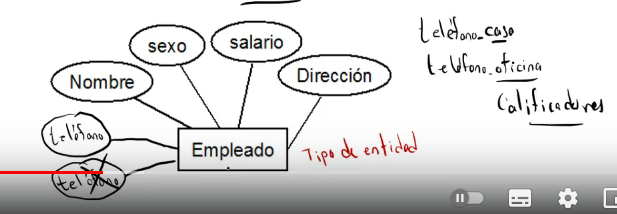 teléfono_casa
sexo
salario
teléfono_oficina
Nombre
Dirección
Calificadores
teléfono
Empleado
Tipo de entidad
teléfono